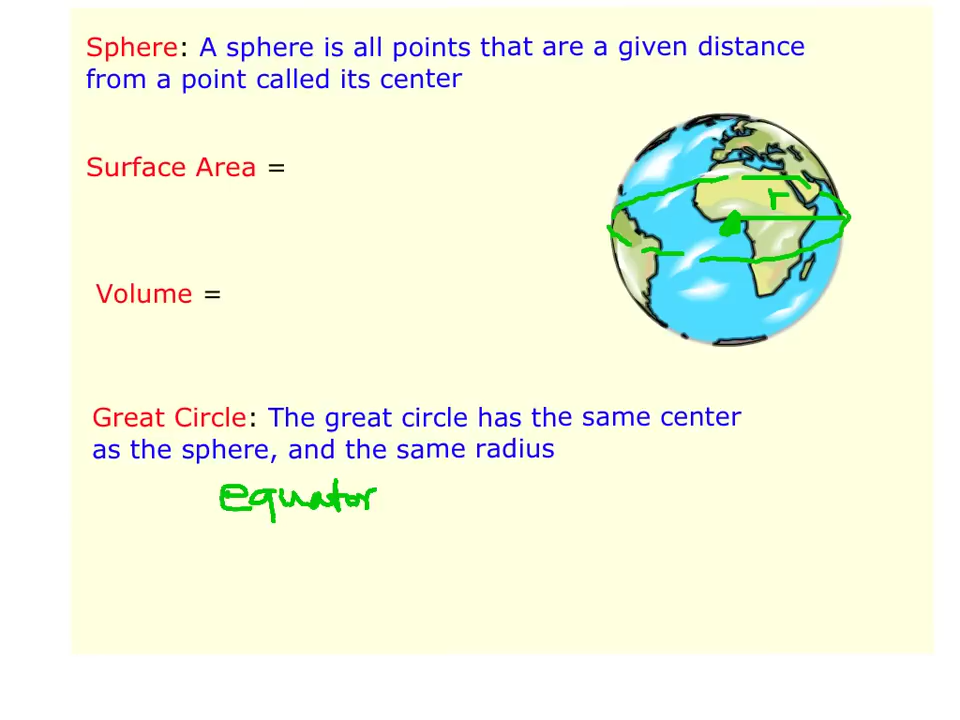 Sphere: A sphere is all points that are a given distance
from a point called its center
Surface Area =
r
Volume =
Great Circle: The great circle has the same center
as the sphere, and the same radius
equator